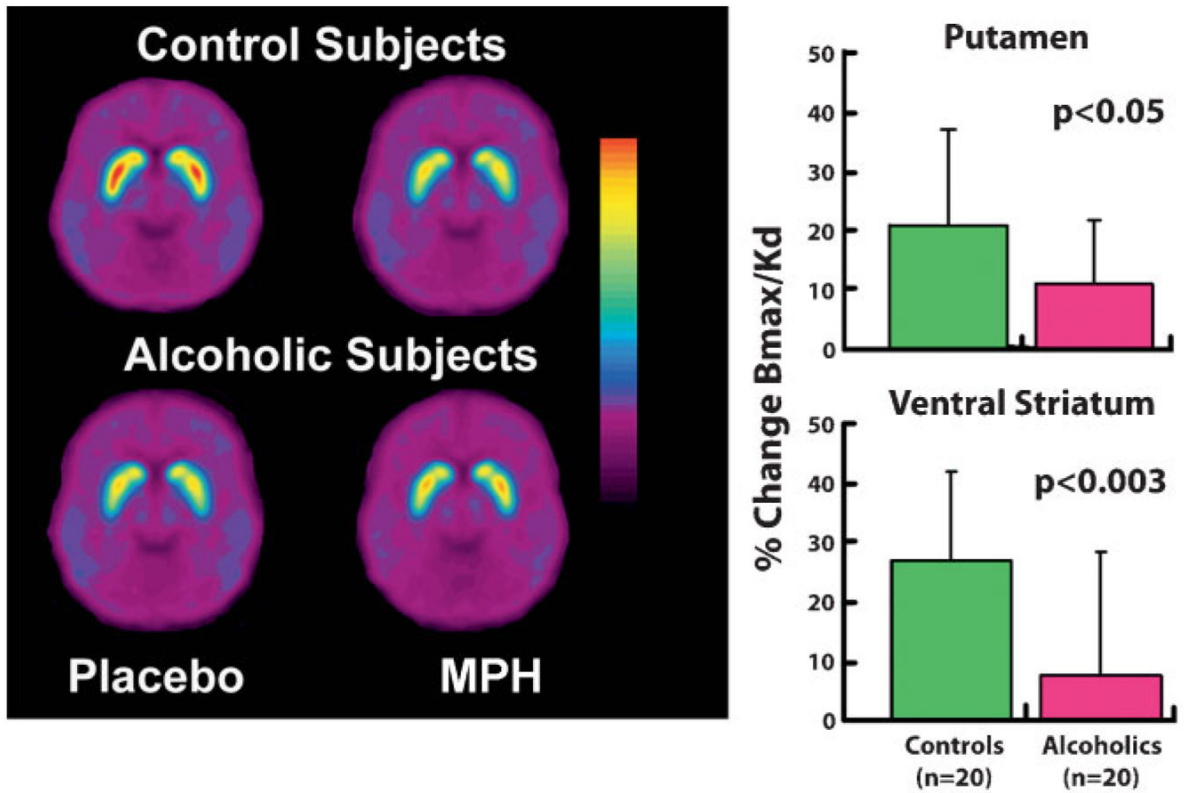 Control Subjects
Alcoholic Subjects
Placebo
MPH
% Change Bmax/Kd
Putamen
p<0.05
50
40
30
20
10
0
Ventral Striatum
p<0.003
50
40
30
20
10
0
Controls
(n=20)
Alcoholics
(n=20)